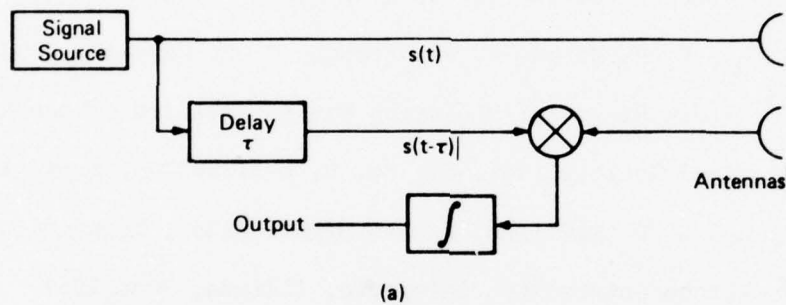 Signal
Source
s(t)
Delay
τ
s(t-τ)|
Antennas
Output
∫
(a)